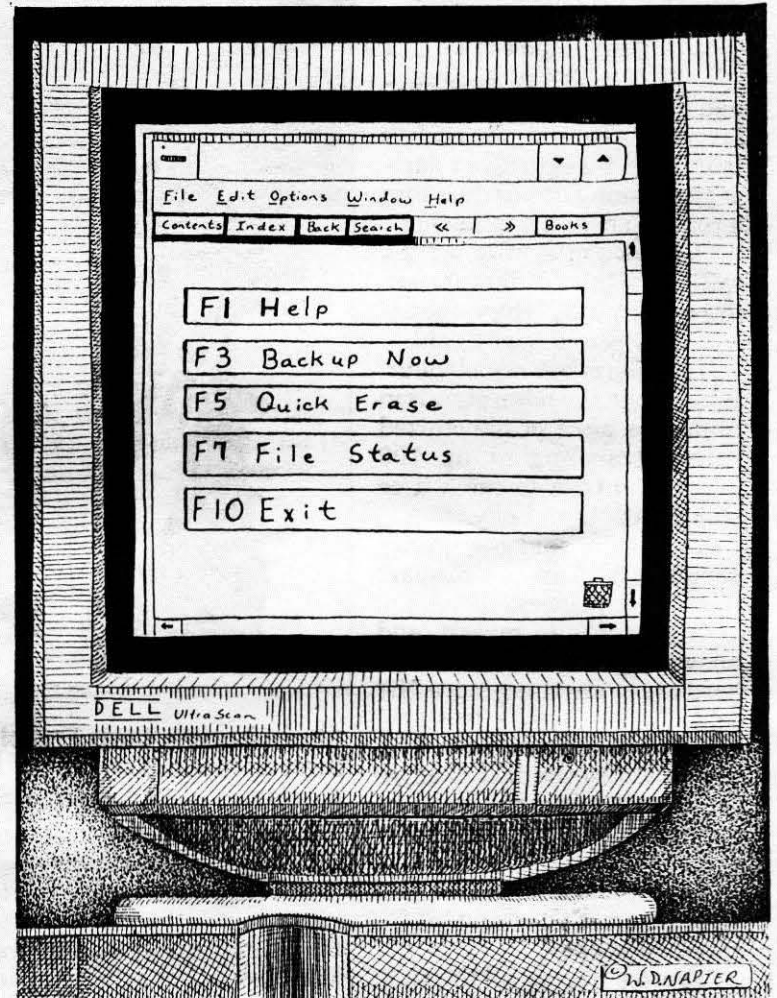 File Edit Options Window Help
Contents Index Back Search << >> Books
F1 Help
F3 Backup Now
F5 Quick Erase
F7 File Status
F10 Exit
DELL UltraScan
W.D.NAPIER